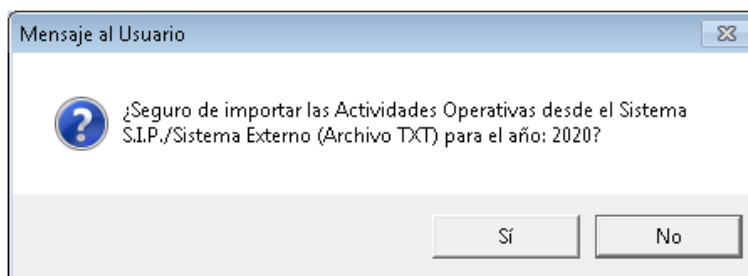 Mensaje al Usuario
¿Seguro de importar las Actividades Operativas desde el Sistema
S.I.P./Sistema Externo (Archivo TXT) para el año: 2020?
Sí
No